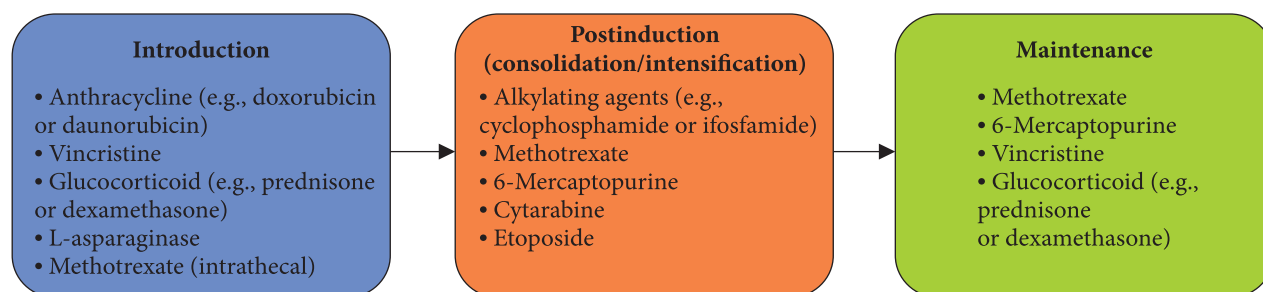 Introduction
• Anthracycline (e.g., doxorubicin
or daunorubicin)
• Vincristine
• Glucocorticoid (e.g., prednisone
or dexamethasone)
• L-asparaginase
• Methotrexate (intrathecal)
Postinduction
(consolidation/intensification)
• Alkylating agents (e.g.,
cyclophosphamide or ifosfamide)
• Methotrexate
• 6-Mercaptopurine
• Cytarabine
• Etoposide
Maintenance
• Methotrexate
• 6-Mercaptopurine
• Vincristine
• Glucocorticoid (e.g.,
prednisone
or dexamethasone)